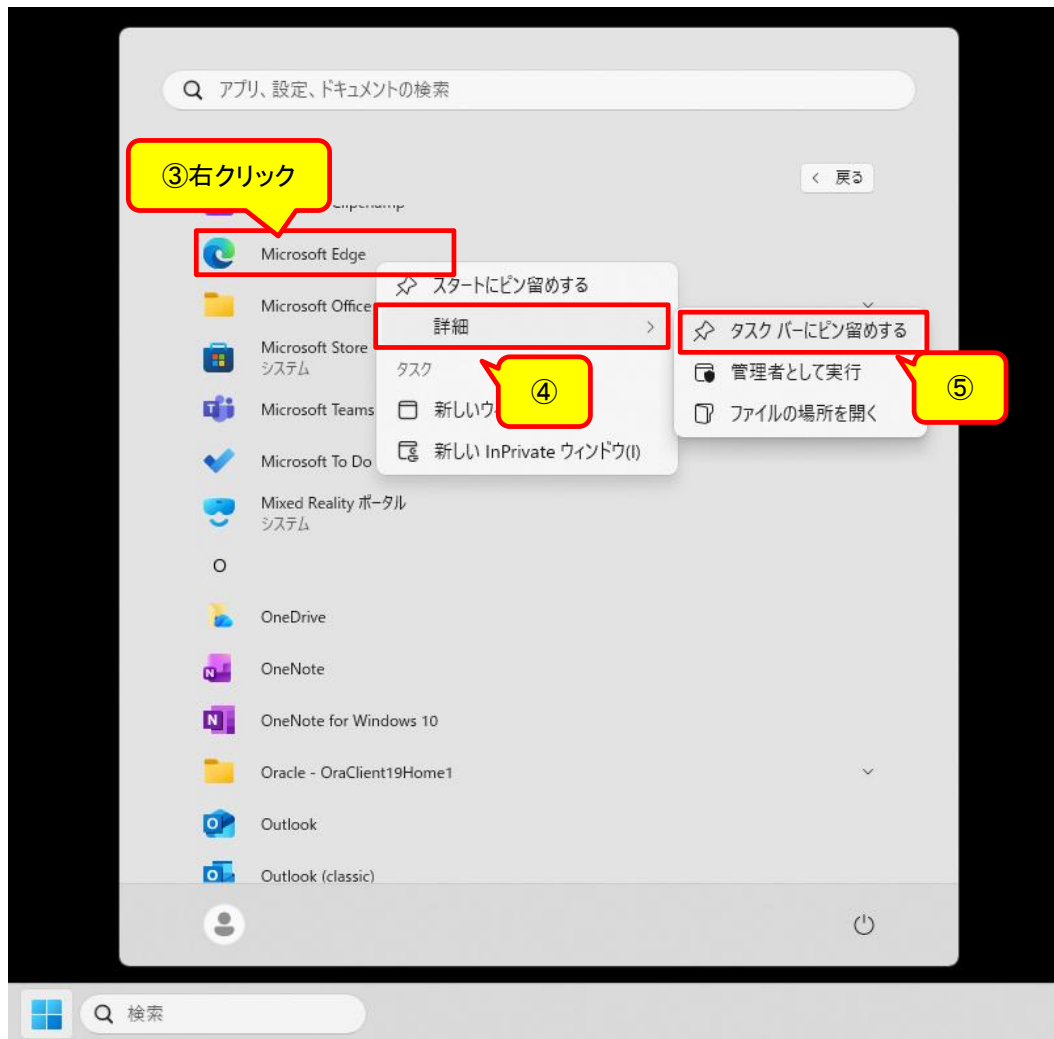 アプリ、設定、ドキュメントの検索
③右クリック
戻る
Microsoft Edge
スタートにピン留めする
Microsoft Office
詳細
タスク バーにピン留めする
Microsoft Store
システム
タスク
④
管理者として実行
⑤
Microsoft Teams
新しいウ
ファイルの場所を開く
Microsoft To Do
新しい InPrivate ウィンドウ(I)
Mixed Reality ポータル
システム
O
OneDrive
OneNote
OneNote for Windows 10
Oracle - OraClient19Home1
Outlook
Outlook (classic)
検索